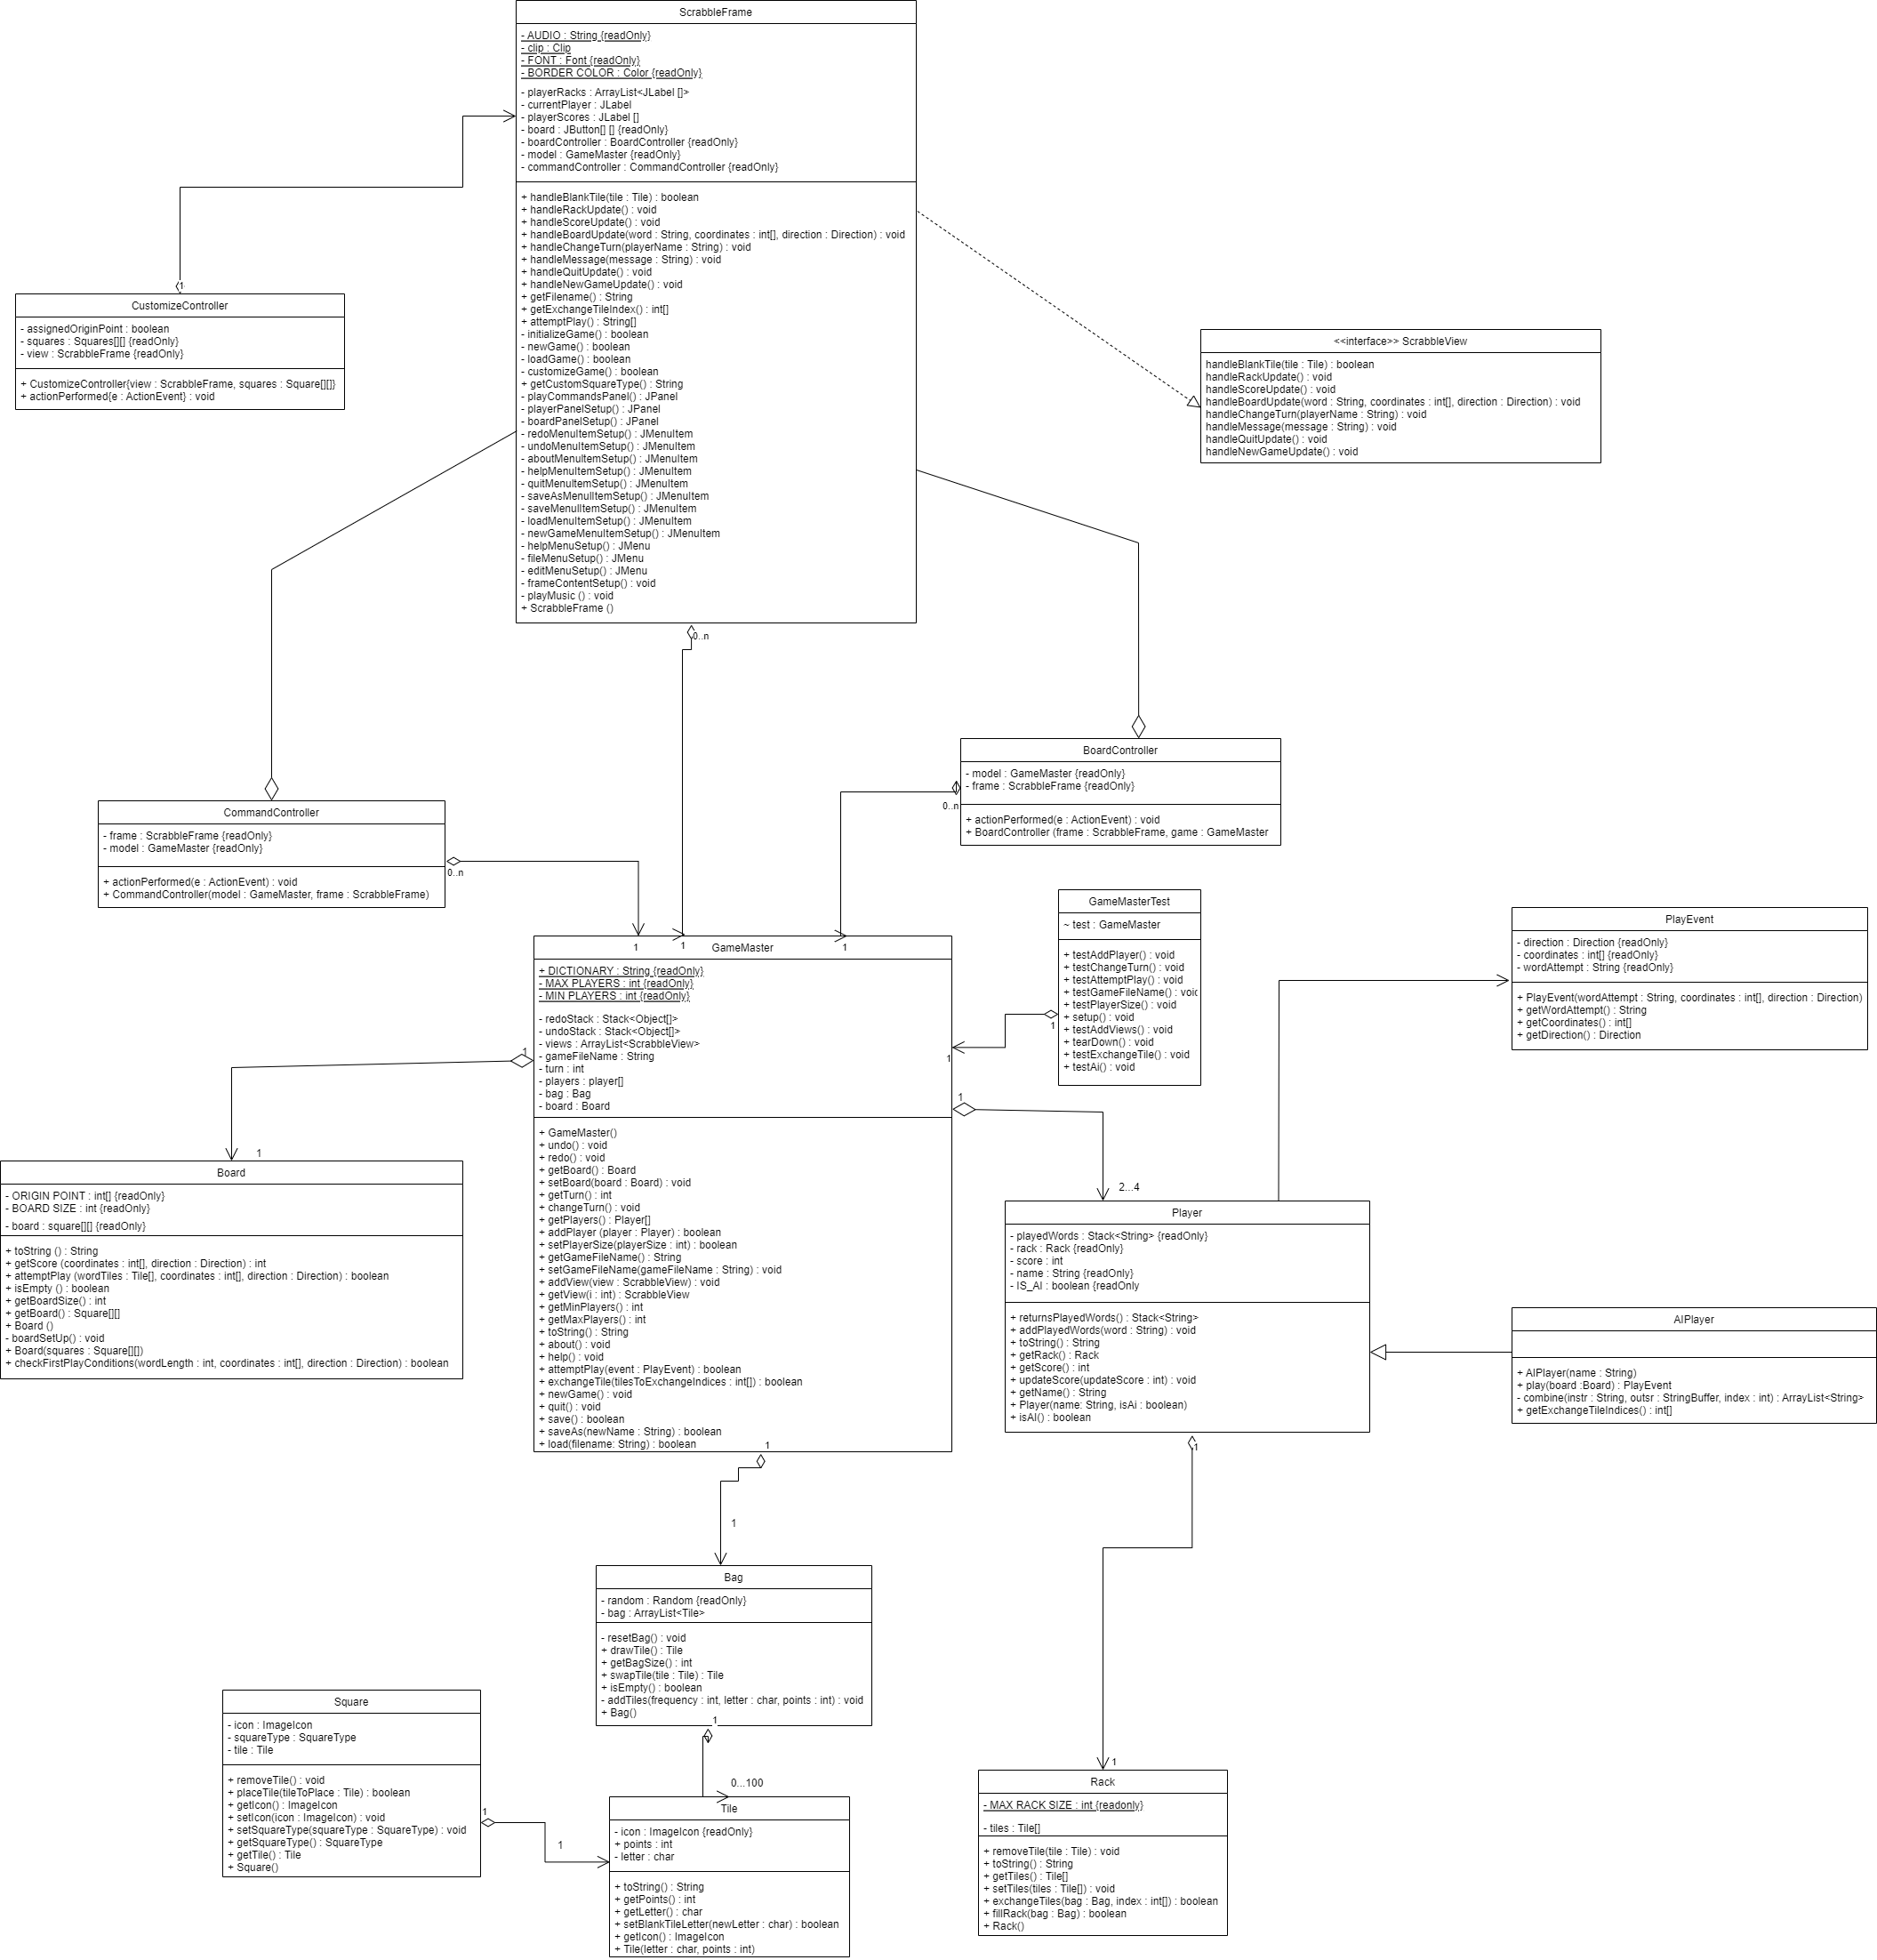 ScrabbleFrame
- AUDIO : String {readOnly}
- clip : Clip
- FONT : Font {readOnly}
- BORDER COLOR : Color {readOnly}
- playerRacks : ArrayList<JLabel []>
- currentPlayer : JLabel
- playerScores : JLabel []
- board : JButton[] [] {readOnly}
- boardController : BoardController {readOnly}
- model : GameMaster {readOnly}
- commandController : CommandController {readOnly}
+ handleBlankTile(tile : Tile) : boolean
+ handleRackUpdate() : void
+ handleScoreUpdate() : void
+ handleBoardUpdate(word : String, coordinates : int[], direction : Direction) : void
+ handleChangeTurn(playerName : String) : void
+ handleMessage(message : String) : void
+ handleQuitUpdate() : void
+ handleNewGameUpdate() : void
+ getFilename() : String
+ getExchangeTileIndex() : int[]
+ attemptPlay() : String[]
- initializeGame() : boolean
- newGame() : boolean
- loadGame() : boolean
- customizeGame() : boolean
+ getCustomSquareType() : String
- playCommandsPanel() : JPanel
- playerPanelSetup() : JPanel
- boardPanelSetup() : JPanel
- redoMenuItemSetup() : JMenuItem
- undoMenuItemSetup() : JMenuItem
- aboutMenuItemSetup() : JMenuItem
- helpMenuItemSetup() : JMenuItem
- quitMenuItemSetup() : JMenuItem
- saveAsMenuIItemSetup() : JMenuItem
- saveMenuIItemSetup() : JMenuItem
- loadMenuItemSetup() : JMenuItem
- newGameMenuItemSetup() : JMenuItem
- helpMenuSetup() : JMenu
- fileMenuSetup() : JMenu
- editMenuSetup() : JMenu
- frameContentSetup() : void
- playMusic () : void
+ ScrabbleFrame ()
0..n
1
CustomizeController
- assignedOriginPoint : boolean
- squares : Squares[][] {readOnly}
- view : ScrabbleFrame {readOnly}
+ CustomizeController{view : ScrabbleFrame, squares : Square[][]}
+ actionPerformed{e : ActionEvent} : void
<<interface>> ScrabbleView
handleBlankTile(tile : Tile) : boolean
handleRackUpdate() : void
handleScoreUpdate() : void
handleBoardUpdate(word : String, coordinates : int[], direction : Direction) : void
handleChangeTurn(playerName : String) : void
handleMessage(message : String) : void
handleQuitUpdate() : void
handleNewGameUpdate() : void
BoardController
- model : GameMaster {readOnly}
- frame : ScrabbleFrame {readOnly}
+ actionPerformed(e : ActionEvent) : void
+ BoardController (frame : ScrabbleFrame, game : GameMaster
0..n
CommandController
- frame : ScrabbleFrame {readOnly}
- model : GameMaster {readOnly}
+ actionPerformed(e : ActionEvent) : void
+ CommandController(model : GameMaster, frame : ScrabbleFrame)
0..n
GameMasterTest
~ test : GameMaster
+ testAddPlayer() : void
+ testChangeTurn() : void
+ testAttemptPlay() : void
+ testGameFileName() : void
+ testPlayerSize() : void
+ setup() : void
+ testAddViews() : void
+ tearDown() : void
+ testExchangeTile() : void
+ testAi() : void
1
1
PlayEvent
- direction : Direction {readOnly}
- coordinates : int[] {readOnly}
- wordAttempt : String {readOnly}
+ PlayEvent(wordAttempt : String, coordinates : int[], direction : Direction)
+ getWordAttempt() : String
+ getCoordinates() : int[]
+ getDirection() : Direction
1
1
1
GameMaster
+ DICTIONARY : String {readOnly}
- MAX PLAYERS : int {readOnly}
- MIN PLAYERS : int {readOnly}
- redoStack : Stack<Object[]>
- undoStack : Stack<Object[]>
- views : ArrayList<ScrabbleView>
- gameFileName : String
- turn : int
- players : player[]
- bag : Bag
- board : Board
+ GameMaster()
+ undo() : void
+ redo() : void
+ getBoard() : Board
+ setBoard(board : Board) : void
+ getTurn() : int
+ changeTurn() : void
+ getPlayers() : Player[]
+ addPlayer (player : Player) : boolean
+ setPlayerSize(playerSize : int) : boolean
+ getGameFileName() : String
+ setGameFileName(gameFileName : String) : void
+ addView(view : ScrabbleView) : void
+ getView(i : int) : ScrabbleView
+ getMinPlayers() : int
+ getMaxPlayers() : int
+ toString() : String
+ about() : void
+ help() : void
+ attemptPlay(event : PlayEvent) : boolean
+ exchangeTile(tilesToExchangeIndices : int[]) : boolean
+ newGame() : void
+ quit() : void
+ save() : boolean
+ saveAs(newName : String) : boolean
+ load(filename: String) : boolean
1
1
1
1
1
2...4
Board
- ORIGIN POINT : int[] {readOnly}
- BOARD SIZE : int {readOnly}
- board : square[][] {readOnly}
+ toString () : String
+ getScore (coordinates : int[], direction : Direction) : int
+ attemptPlay (wordTiles : Tile[], coordinates : int[], direction : Direction) : boolean
+ isEmpty () : boolean
+ getBoardSize() : int
+ getBoard() : Square[][]
+ Board ()
- boardSetUp() : void
+ Board(squares : Square[][])
+ checkFirstPlayConditions(wordLength : int, coordinates : int[], direction : Direction) : boolean
Player
- playedWords : Stack<String> {readOnly}
- rack : Rack {readOnly}
- score : int
- name : String {readOnly}
- IS_AI : boolean {readOnly
+ returnsPlayedWords() : Stack<String>
+ addPlayedWords(word : String) : void
+ toString() : String
+ getRack() : Rack
+ getScore() : int
+ updateScore(updateScore : int) : void
+ getName() : String
+ Player(name: String, isAi : boolean)
+ isAI() : boolean
1
AIPlayer
+ AIPlayer(name : String)
+ play(board :Board) : PlayEvent
- combine(instr : String, outsr : StringBuffer, index : int) : ArrayList<String>
+ getExchangeTileIndices() : int[]
Bag
- random : Random {readOnly}
- bag : ArrayList<Tile>
- resetBag() : void
+ drawTile() : Tile
+ getBagSize() : int
+ swapTile(tile : Tile) : Tile
+ isEmpty() : boolean
- addTiles(frequency : int, letter : char, points : int) : void
+ Bag()
1
0...100
Square
- icon : ImageIcon
- squareType : SquareType
- tile : Tile
+ removeTile() : void
+ placeTile(tileToPlace : Tile) : boolean
+ getIcon() : ImageIcon
+ setIcon(icon : ImageIcon) : void
+ setSquareType(squareType : SquareType) : void
+ getSquareType() : SquareType
+ getTile() : Tile
+ Square()
1
1
Tile
- icon : ImageIcon {readOnly}
+ points : int
- letter : char
+ toString() : String
+ getPoints() : int
+ getLetter() : char
+ setBlankTileLetter(newLetter : char) : boolean
+ getIcon() : ImageIcon
+ Tile(letter : char, points : int)
1
Rack
- MAX RACK SIZE : int {readonly}
- tiles : Tile[]
+ removeTile(tile : Tile) : void
+ toString() : String
+ getTiles() : Tile[]
+ setTiles(tiles : Tile[]) : void
+ exchangeTiles(bag : Bag, index : int[]) : boolean
+ fillRack(bag : Bag) : boolean
+ Rack()